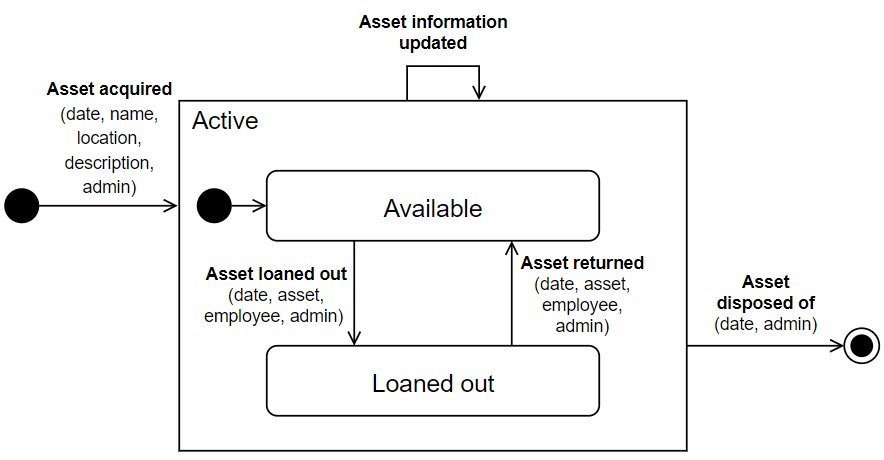 Asset information
updated
Asset acquired
(date, name,
location,
description,
admin)
Active
Available
Asset loaned out
(date, asset,
employee, admin)
Asset returned
(date, asset,
employee,
admin)
Asset
disposed of
(date, admin)
Loaned out